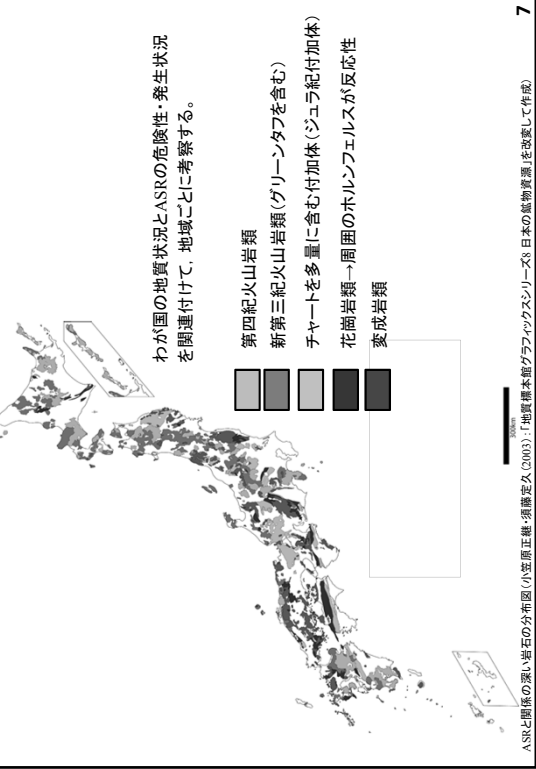 わが国の地質状況とASRの危険性・発生状況
を関連付けて，地域ごとに考察する。
第四紀火山岩類
新第三紀火山岩類(グリーンタフを含む)
チャートを多量に含む付加体(ジュラ紀付加体)
花崗岩類→周囲のホルンフェルスが反応性
変成岩類
300km
ASRと関係の深い岩石の分布図(小笠原正継・須藤定久(2003):「地質標本館グラフィックスシリーズ8 日本の鉱物資源」を改変して作成)
7